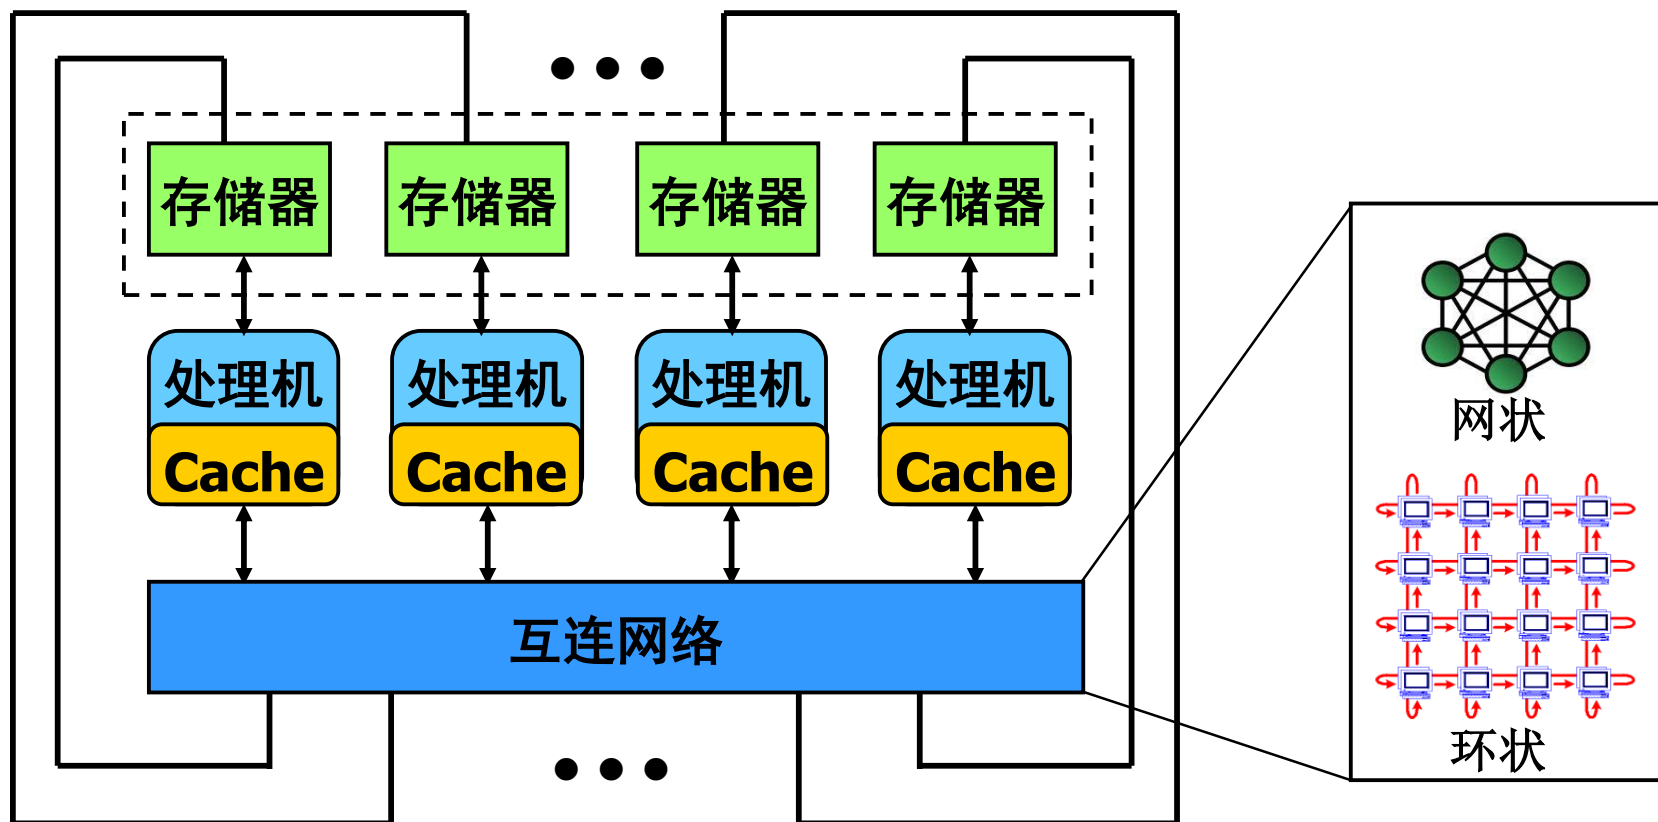 存储器 存储器 存储器 存储器
处理机 处理机 处理机 处理机
Cache Cache Cache Cache
互连网络
网状
环状